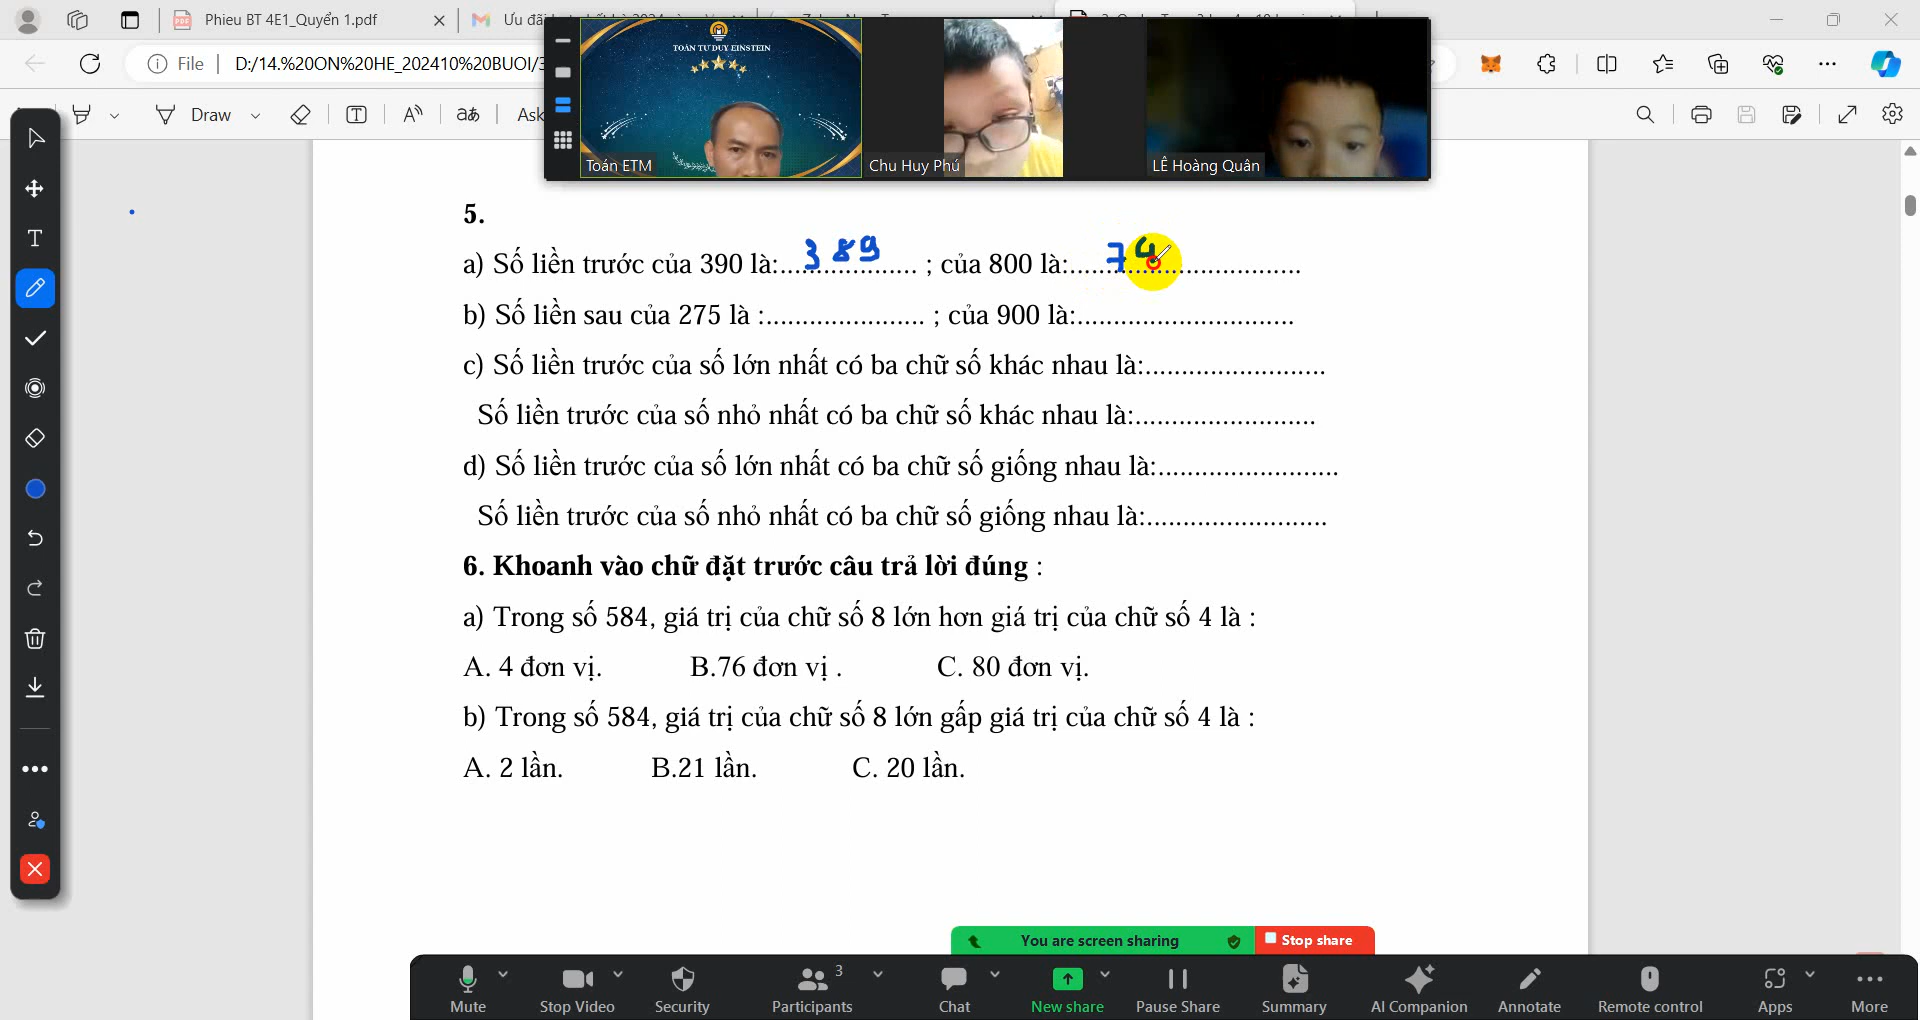 Phieu BT 4E1_Quyển 1.pdf
File
D:/14.%20ON%20HE_202410%20BUOI/3
Draw
Ask
TOÁN TƯ DUY EINSTEIN
Toán ETM
Chu Huy Phú
LÊ Hoàng Quân
5.
a) Số liền trước của 390 là:....389.... ; của 800 là:....7 4....
b) Số liền sau của 275 là :...................... ; của 900 là:..............................
c) Số liền trước của số lớn nhất có ba chữ số khác nhau là:.........................
Số liền trước của số nhỏ nhất có ba chữ số khác nhau là:.........................
d) Số liền trước của số lớn nhất có ba chữ số giống nhau là:.........................
Số liền trước của số nhỏ nhất có ba chữ số giống nhau là:.........................
6. Khoanh vào chữ đặt trước câu trả lời đúng :
a) Trong số 584, giá trị của chữ số 8 lớn hơn giá trị của chữ số 4 là :
A. 4 đơn vị. B.76 đơn vị . C. 80 đơn vị.
b) Trong số 584, giá trị của chữ số 8 lớn gấp giá trị của chữ số 4 là :
A. 2 lần. B.21 lần. C. 20 lần.
You are screen sharing
Stop share
Mute
Stop Video
Security
Participants
3
Chat
New share
Pause Share
Summary
AI Companion
Annotate
Remote control
Apps
More